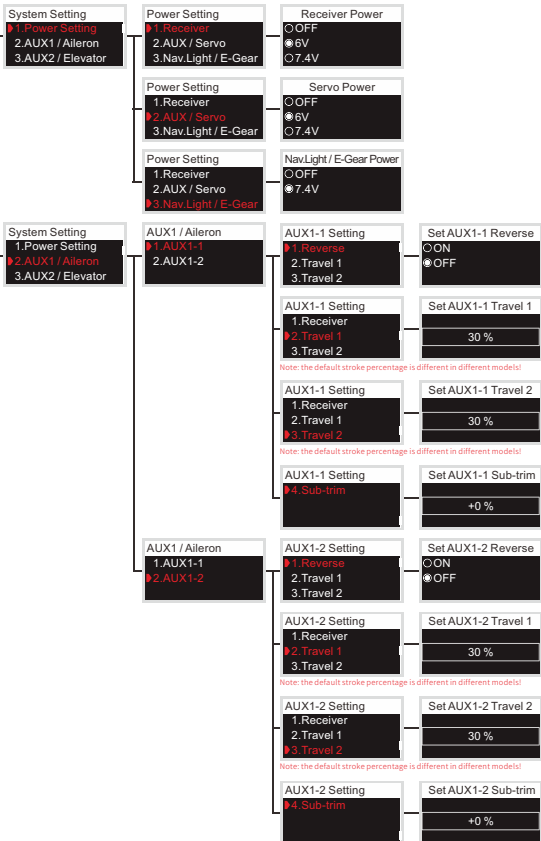 System Setting
1.Power Setting
2.AUX1 / Aileron
3.AUX2 / Elevator
Power Setting
1.Receiver
2.AUX / Servo
3.Nav.Light / E-Gear
Receiver Power
OFF
6V
7.4V
Power Setting
1.Receiver
2.AUX / Servo
3.Nav.Light / E-Gear
Servo Power
OFF
6V
7.4V
Power Setting
1.Receiver
2.AUX / Servo
3.Nav.Light / E-Gear
Nav.Light / E-Gear Power
OFF
7.4V
System Setting
1.Power Setting
2.AUX1 / Aileron
3.AUX2 / Elevator
AUX1 / Aileron
1.AUX1-1
2.AUX1-2
AUX1-1 Setting
1.Reverse
2.Travel 1
3.Travel 2
Set AUX1-1 Reverse
ON
OFF
AUX1-1 Setting
1.Receiver
2.Travel 1
3.Travel 2
Set AUX1-1 Travel 1
30 %
Note: the default stroke percentage is different in different models!
AUX1-1 Setting
1.Receiver
2.Travel 1
3.Travel 2
Set AUX1-1 Travel 2
30 %
Note: the default stroke percentage is different in different models!
AUX1-1 Setting
4.Sub-trim
Set AUX1-1 Sub-trim
+0 %
AUX1 / Aileron
1.AUX1-1
2.AUX1-2
AUX1-2 Setting
1.Reverse
2.Travel 1
3.Travel 2
Set AUX1-2 Reverse
ON
OFF
AUX1-2 Setting
1.Receiver
2.Travel 1
3.Travel 2
Set AUX1-2 Travel 1
30 %
Note: the default stroke percentage is different in different models!
AUX1-2 Setting
1.Receiver
2.Travel 1
3.Travel 2
Set AUX1-2 Travel 2
30 %
Note: the default stroke percentage is different in different models!
AUX1-2 Setting
4.Sub-trim
Set AUX1-2 Sub-trim
+0 %